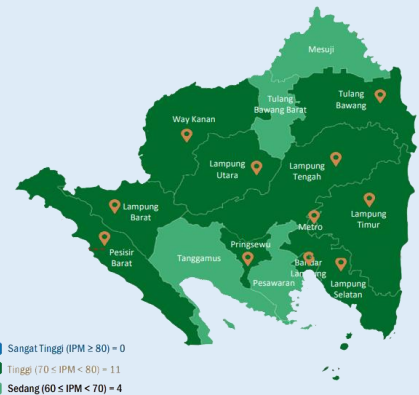 Mesuji
Tulang
Bawang Barat
Tulang
Bawang
Way Kanan
Lampung
Utara
Lampung
Tengah
Lampung
Barat
Lampung
Timur
Metro
Pesisir
Barat
Tanggamus
Pringsewu
Bandar
Lampung
Pesawaran
Lampung
Selatan
Sangat Tinggi (IPM ≥ 80) = 0
Tinggi (70 ≤ IPM < 80) = 11
Sedang (60 ≤ IPM < 70) = 4